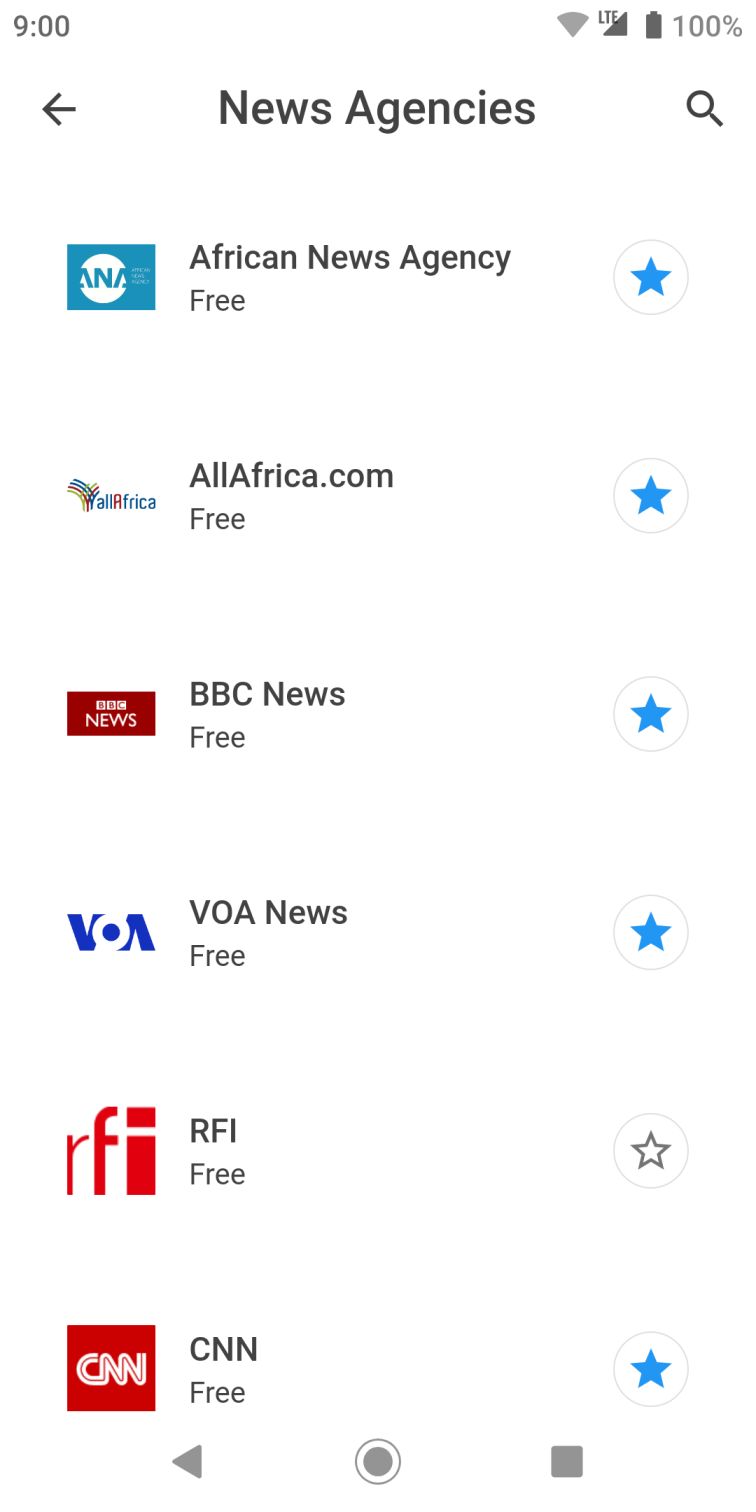 9:00
LTE
100%
News Agencies
ANA
AFRICAN
NEWS
AGENCY
African News Agency
Free
allAfrica
AllAfrica.com
Free
BBC
NEWS
BBC News
Free
VOA
VOA News
Free
rfi
RFI
Free
CNN
CNN
Free